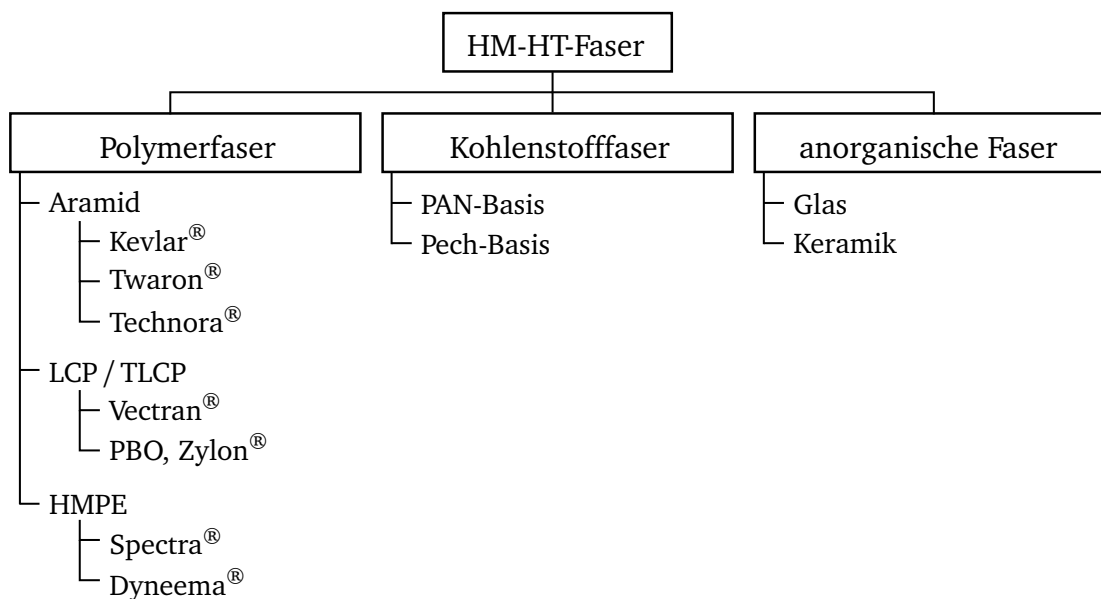 HM-HT-Faser
Polymerfaser
Aramid
Kevlar®
Twaron®
Technora®
LCP / TLCP
Vectran®
PBO, Zylon®
HMPE
Spectra®
Dyneema®
Kohlenstofffaser
PAN-Basis
Pech-Basis
anorganische Faser
Glas
Keramik